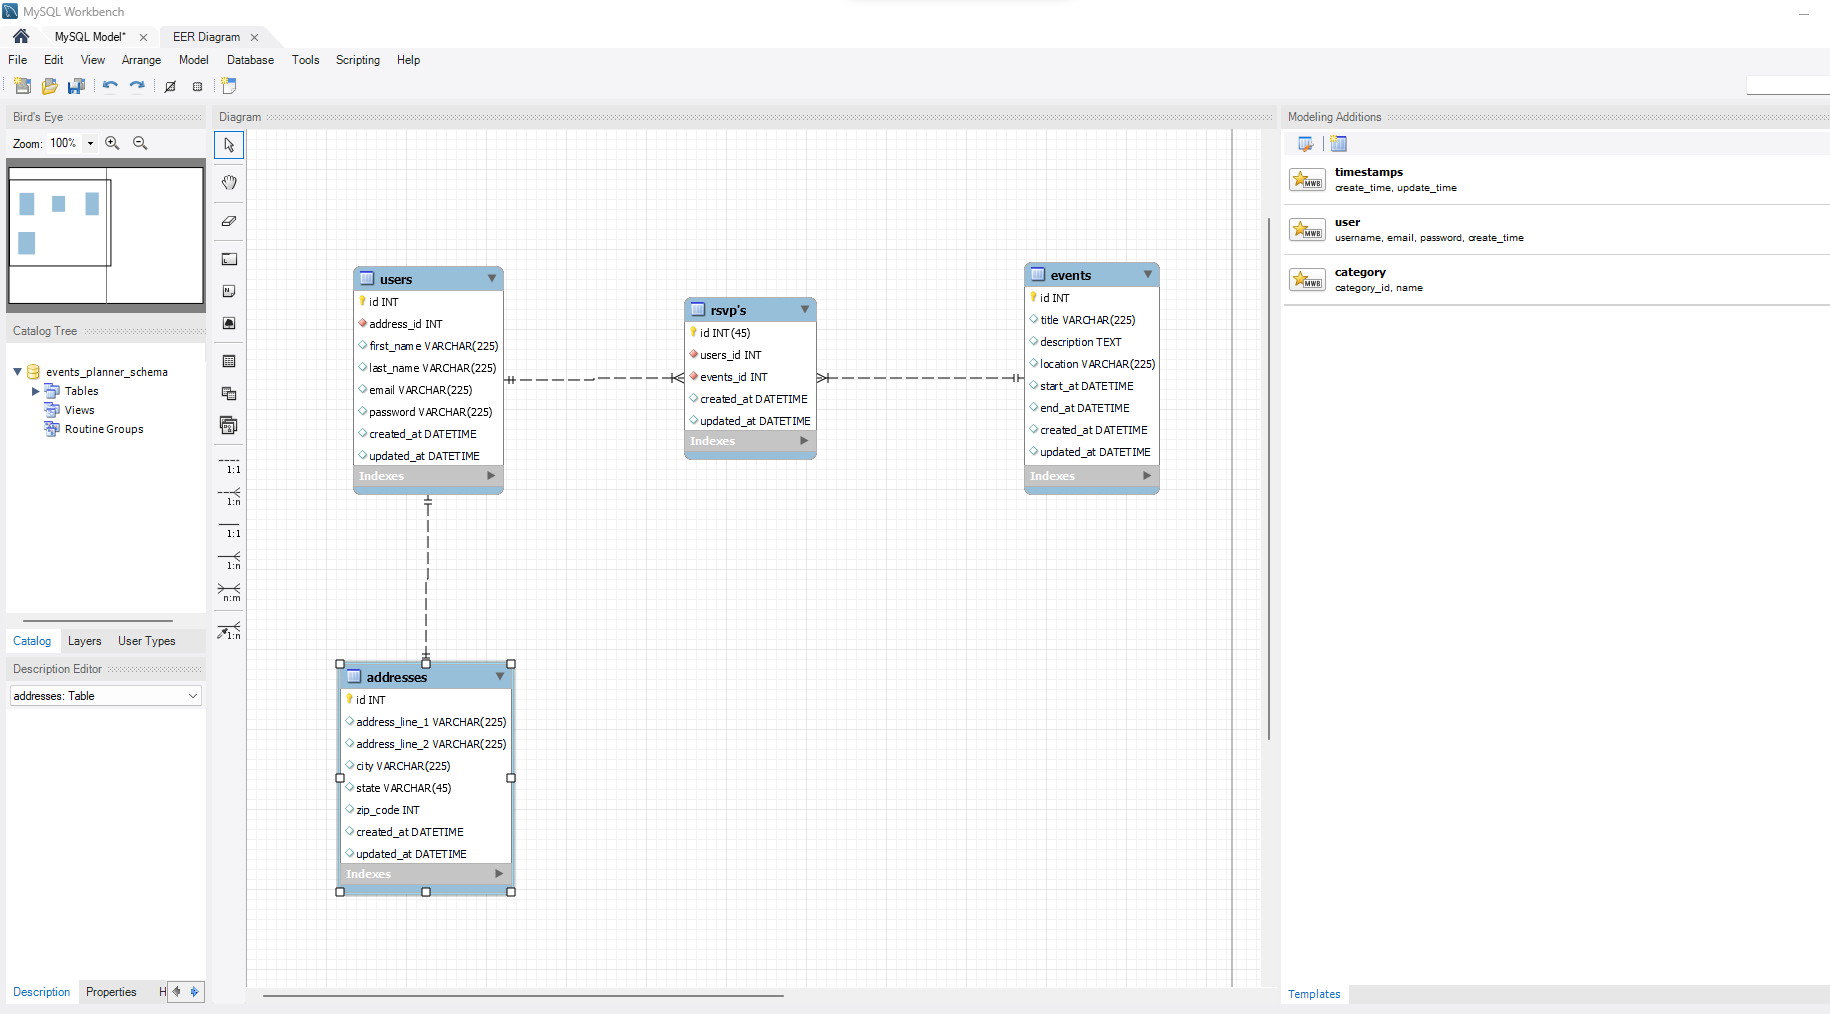 MySQL Workbench
MySQL Model*
EER Diagram
File Edit View Arrange Model Database Tools Scripting Help
Bird's Eye
Zoom: 100%
Catalog Tree
events_planner_schema
Tables
Views
Routine Groups
Catalog Layers User Types
Description Editor
addresses: Table
Description Properties H
Diagram
1:1
1:n
1:1
1:n
n:m
1:n
users
id INT
address_id INT
first_name VARCHAR(225)
last_name VARCHAR(225)
email VARCHAR(225)
password VARCHAR(225)
created_at DATETIME
updated_at DATETIME
Indexes
rsvp's
id INT(45)
users_id INT
events_id INT
created_at DATETIME
updated_at DATETIME
Indexes
events
id INT
title VARCHAR(225)
description TEXT
location VARCHAR(225)
start_at DATETIME
end_at DATETIME
created_at DATETIME
updated_at DATETIME
Indexes
addresses
id INT
address_line_1 VARCHAR(225)
address_line_2 VARCHAR(225)
city VARCHAR(225)
state VARCHAR(45)
zip_code INT
created_at DATETIME
updated_at DATETIME
Indexes
Modeling Additions
MWB
timestamps
create_time, update_time
MWB
user
username, email, password, create_time
MWB
category
category_id, name
Templates